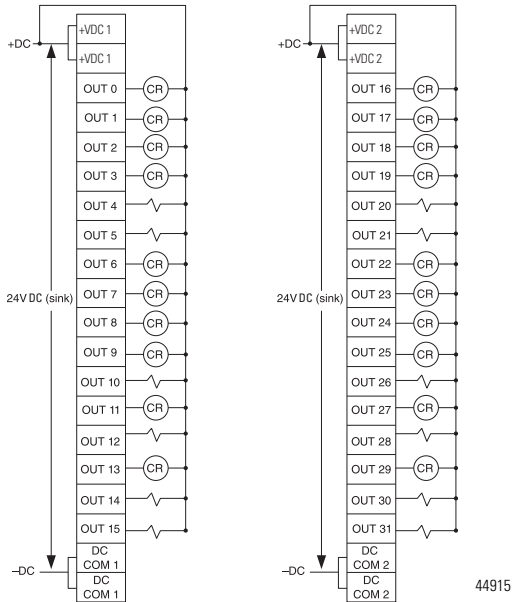 +DC
+VDC 1
+VDC 1
OUT 0 CR
OUT 1 CR
OUT 2 CR
OUT 3 CR
OUT 4
OUT 5
OUT 6 CR
OUT 7 CR
24V DC (sink)
OUT 8 CR
OUT 9 CR
OUT 10
OUT 11 CR
OUT 12
OUT 13 CR
OUT 14
OUT 15
DC
COM 1
–DC
DC
COM 1
+DC
+VDC 2
+VDC 2
OUT 16 CR
OUT 17 CR
OUT 18 CR
OUT 19 CR
OUT 20
OUT 21
OUT 22 CR
OUT 23 CR
24V DC (sink)
OUT 24 CR
OUT 25 CR
OUT 26
OUT 27 CR
OUT 28
OUT 29 CR
OUT 30
OUT 31
DC
COM 2
–DC
DC
COM 2
44915